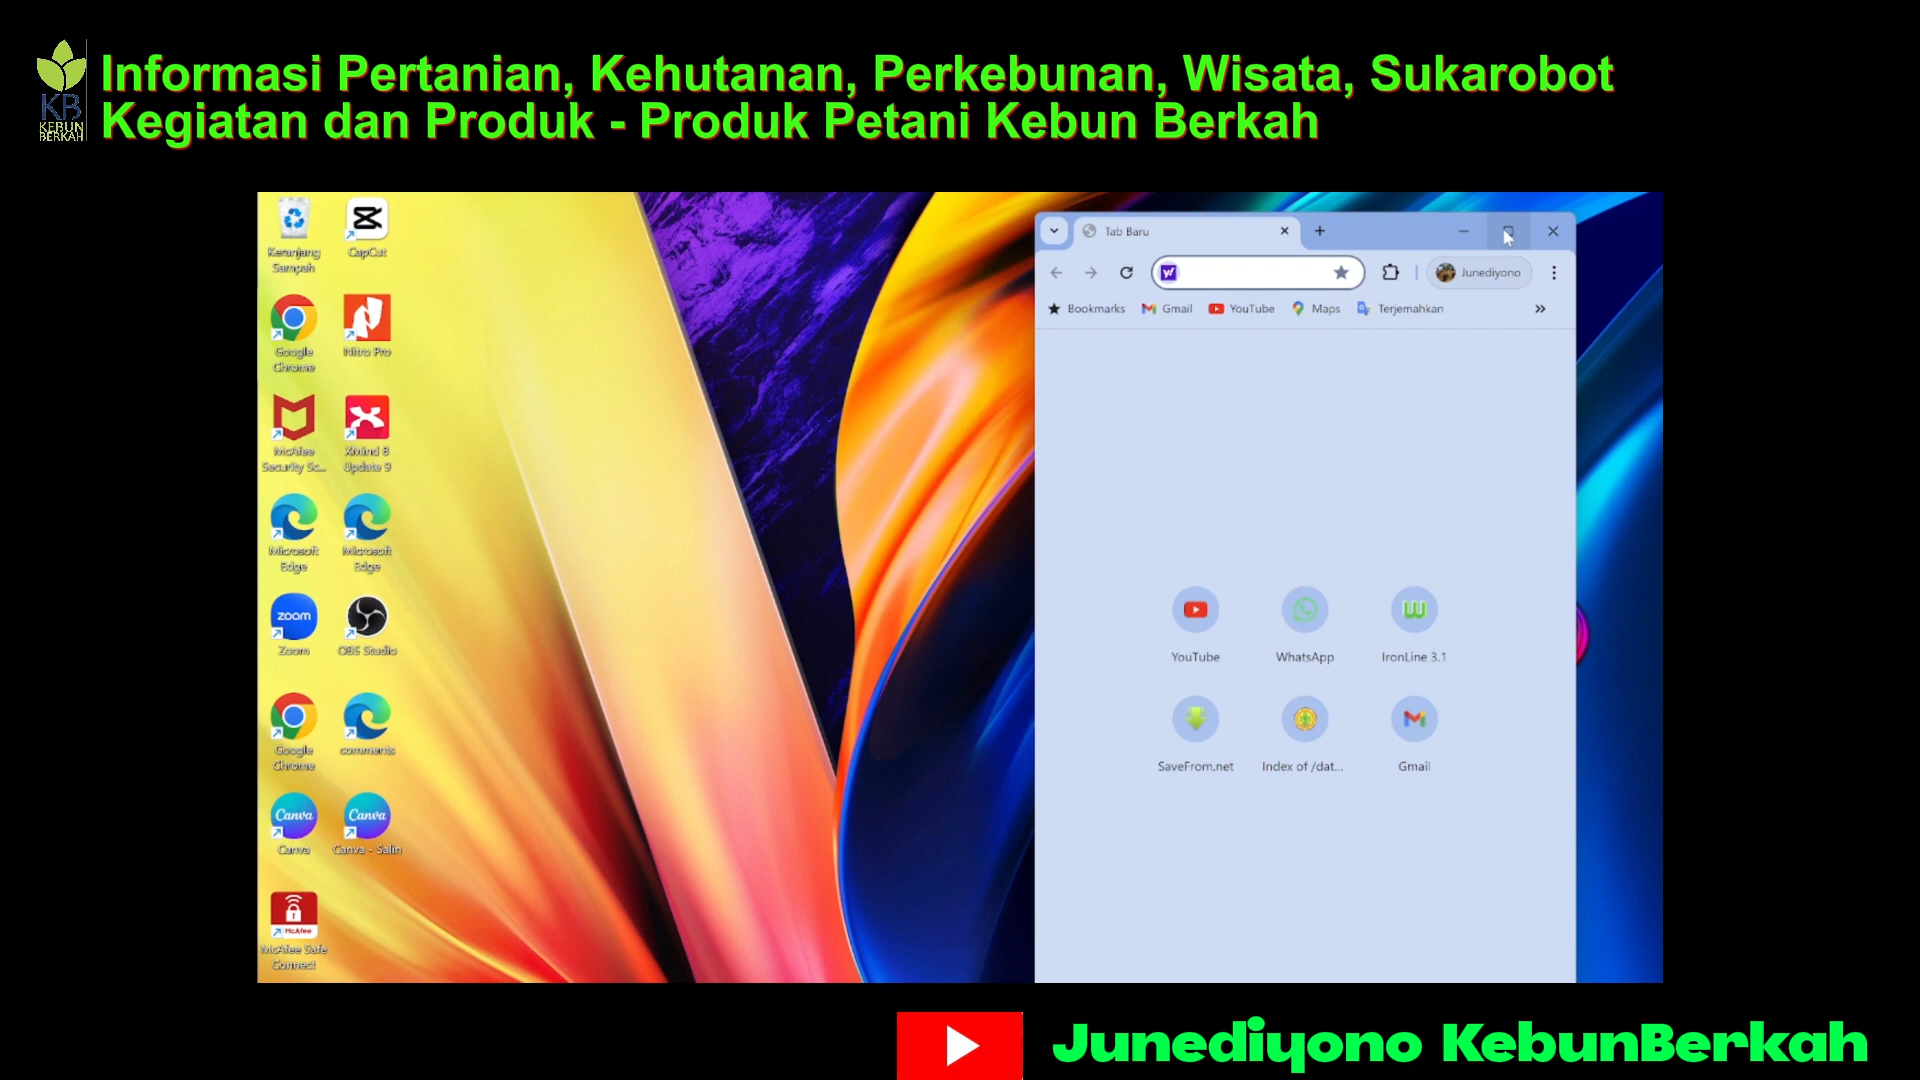 Informasi Pertanian, Kehutanan, Perkebunan, Wisata, Sukarobot
Kegiatan dan Produk - Produk Petani Kebun Berkah
KB
KEBUN
BERKAH
Keranjang
Sampah
CapCut
Google
Chrome
Nitro Pro
McAfee
Security Sc...
XMind 8
Update 9
Microsoft
Edge
Microsoft
Edge
zoom
Zoom
OBS Studio
Google
Chrome
comments
Canva
Canva
Canva
Canva - Salin
McAfee
McAfee Safe
Connect
Tab Baru
y!
Junediyono
Bookmarks
Gmail
YouTube
Maps
Terjemahkan
YouTube
WhatsApp
IronLine 3.1
SaveFrom.net
Index of /dat...
Gmail
Junediyono KebunBerkah